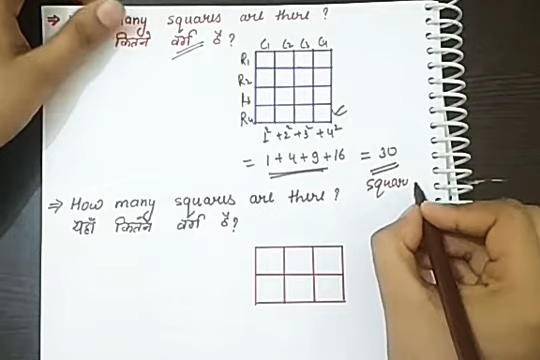 ⇒ many squares are there ?
कितने वर्ग है ?
C₁ C₂ C₃ C₄
R₁
R₂
R₃
R₄
1² + 2² + 3² + 4²
= 1 + 4 + 9 + 16 = 30
squar
⇒ How many squares are there ?
यहाँ कितने वर्ग है ?